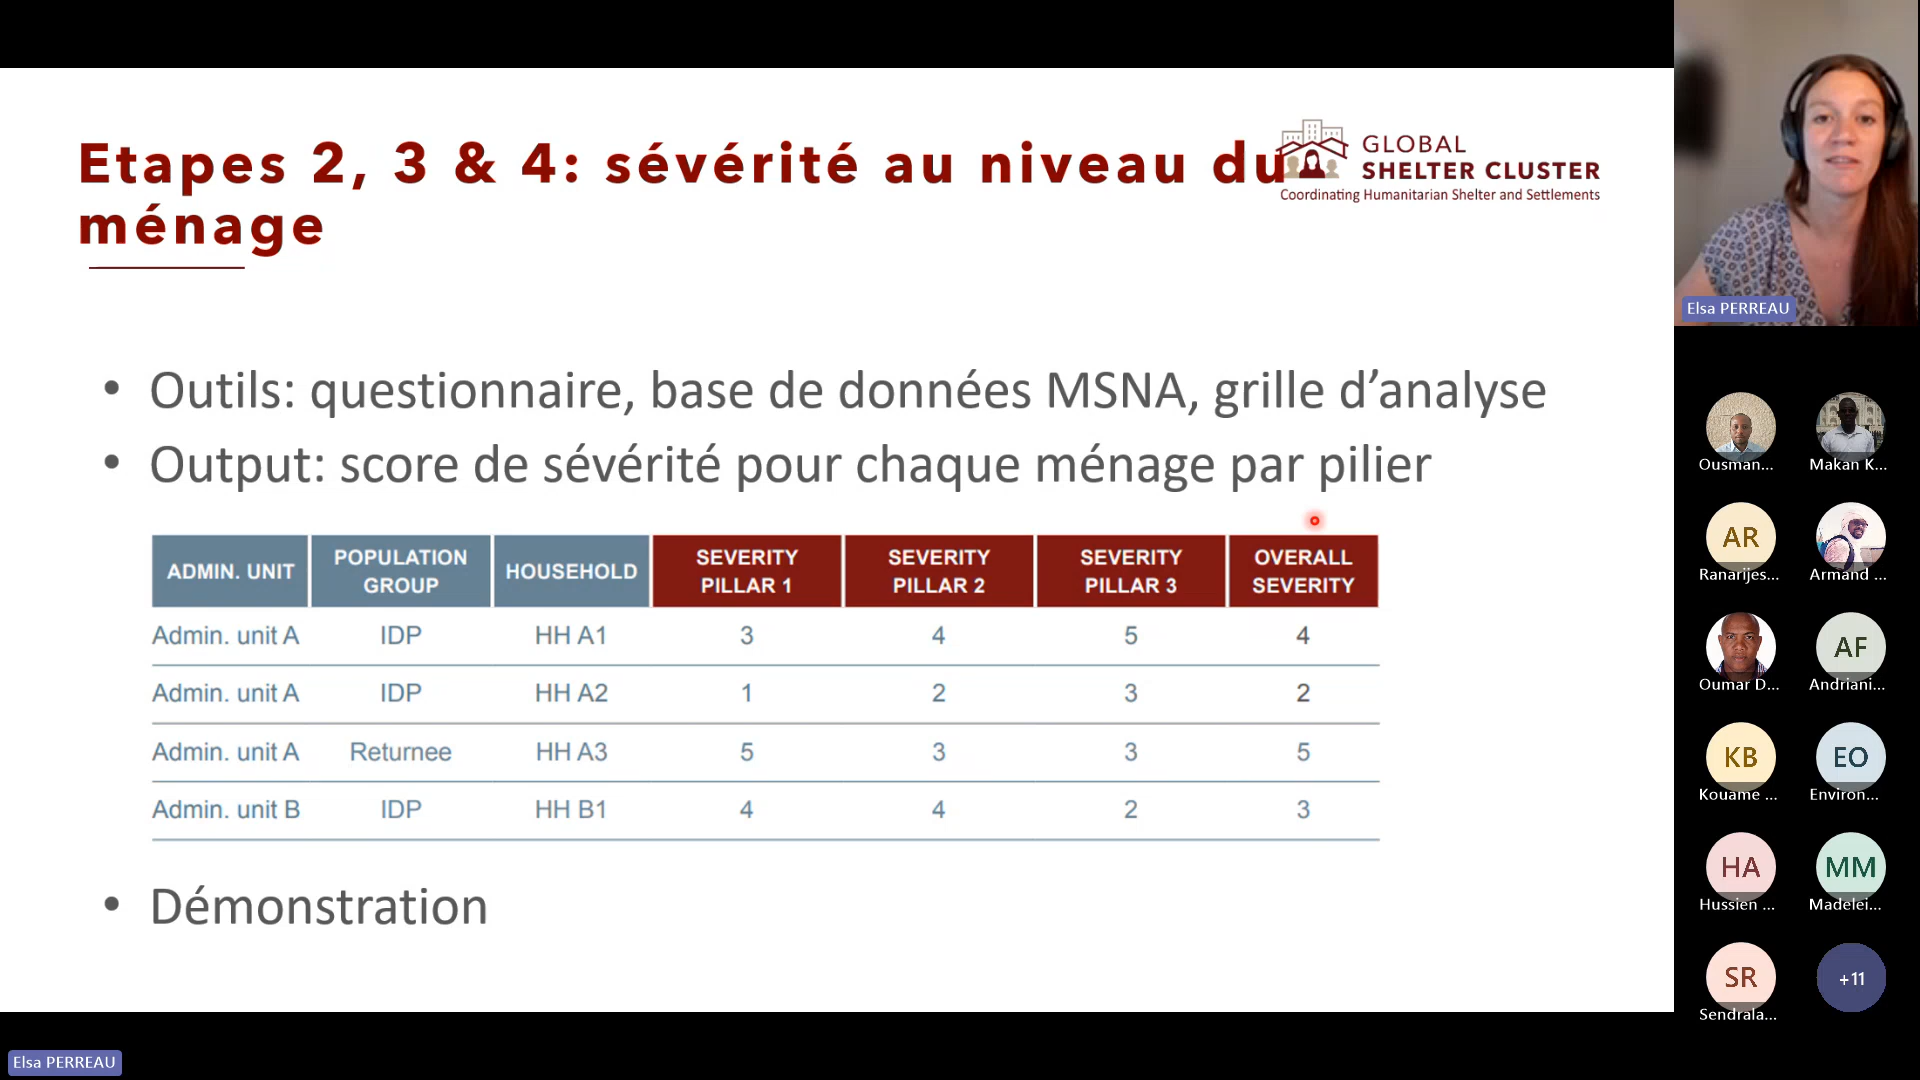 Etapes 2, 3 & 4: sévérité au niveau du
ménage
GLOBAL
SHELTER CLUSTER
Coordinating Humanitarian Shelter and Settlements
• Outils: questionnaire, base de données MSNA, grille d’analyse
• Output: score de sévérité pour chaque ménage par pilier
ADMIN. UNIT POPULATION GROUP HOUSEHOLD SEVERITY PILLAR 1 SEVERITY PILLAR 2 SEVERITY PILLAR 3 OVERALL SEVERITY
Admin. unit A IDP HH A1 3 4 5 4
Admin. unit A IDP HH A2 1 2 3 2
Admin. unit A Returnee HH A3 5 3 3 5
Admin. unit B IDP HH B1 4 4 2 3
• Démonstration
Elsa PERREAU
Elsa PERREAU
Ousman...
Makan K...
AR
Ranarijes...
Armand ...
Oumar D...
AF
Andriani...
KB
Kouame ...
EO
Environ...
HA
Hussien ...
MM
Madelei...
SR
Sendrala...
+11